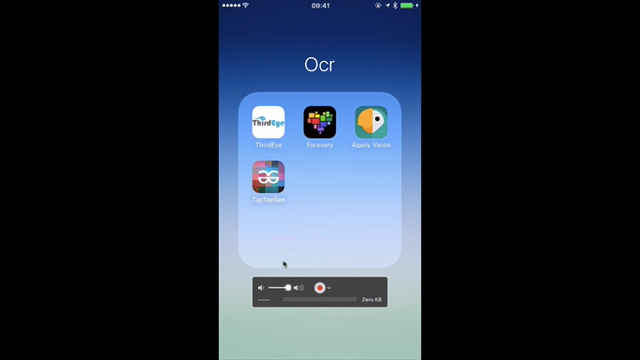 09:41
Ocr
ThirdEye
ThirdEye Forevery Aipoly Vision
TapTapSee
--:-- Zero KB